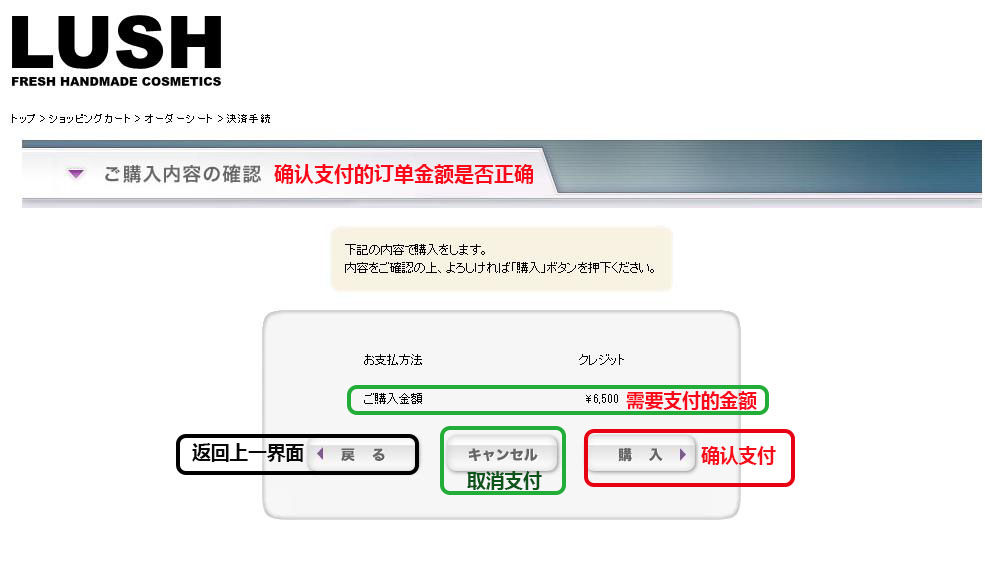 LUSH
FRESH HANDMADE COSMETICS
トップ > ショッピングカート > オーダーシート > 決済手続
ご購入内容の確認 确认支付的订单金额是否正确
下記の内容で購入をします。
内容をご確認の上、よろしければ「購入」ボタンを押下ください。
お支払方法 クレジット
ご購入金額 ¥6,500 需要支付的金额
返回上一界面 戻 る キャンセル 購 入 确认支付
取消支付